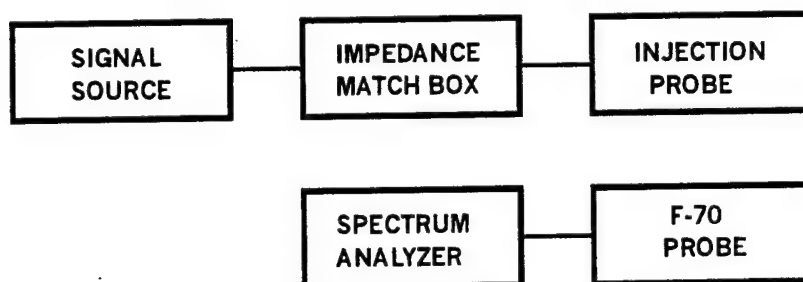 SIGNAL
SOURCE
IMPEDANCE
MATCH BOX
INJECTION
PROBE
SPECTRUM
ANALYZER
F-70
PROBE